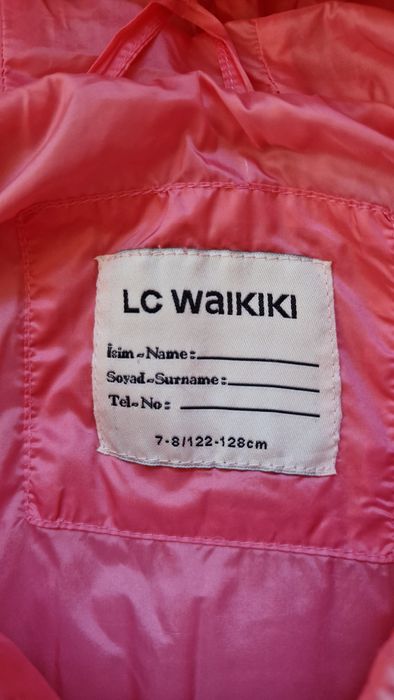 LC WAIKIKI
İsim-Name:
Soyad-Surname:
Tel-No:
7-8/122-128cm